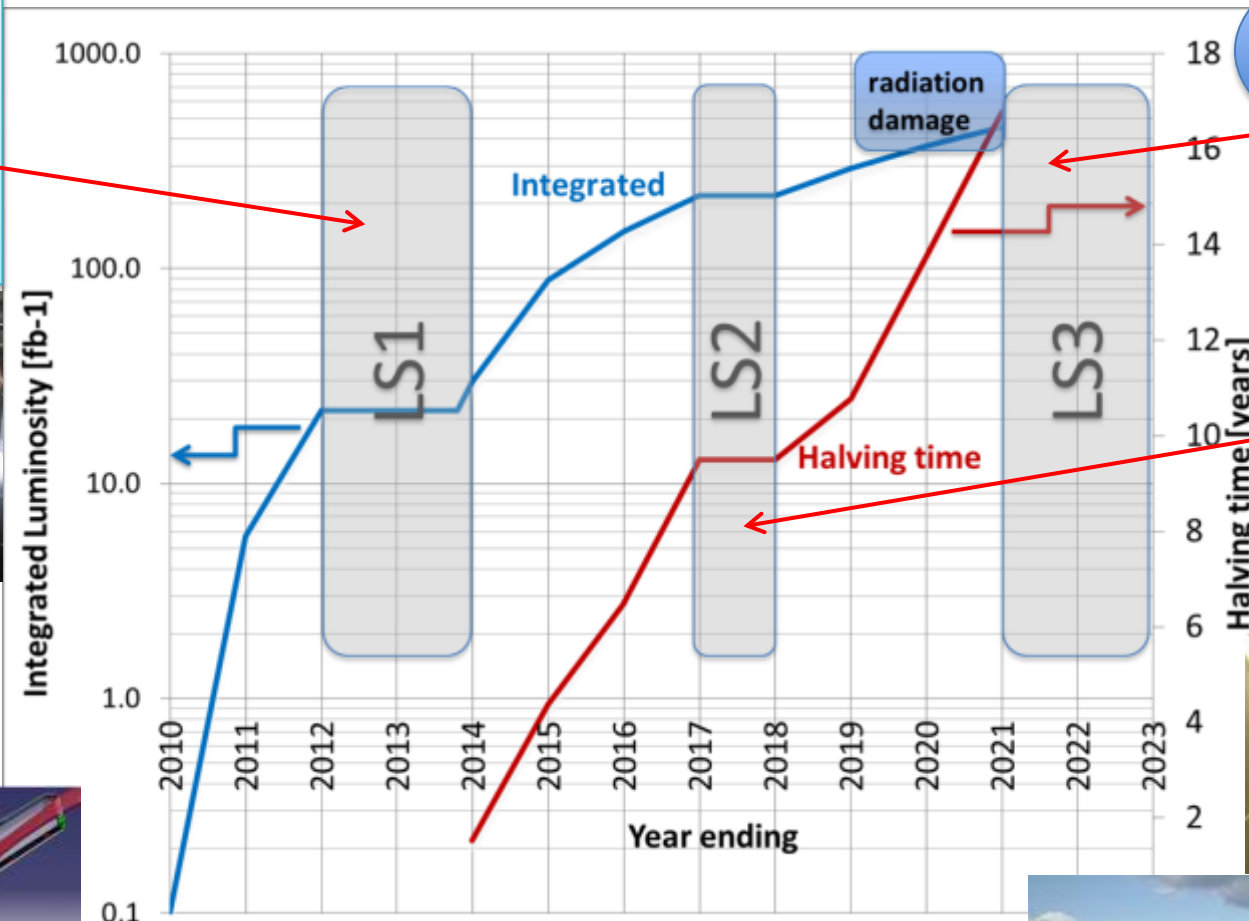 1000.0
100.0
10.0
1.0
0.1
Integrated Luminosity [fb-1]
18
16
14
12
10
8
6
4
2
Halving time [years]
radiation
damage
Integrated
Halving time
LS1
LS2
LS3
2010
2011
2012
2013
2014
2015
2016
2017
2018
2019
2020
2021
2022
2023
Year ending